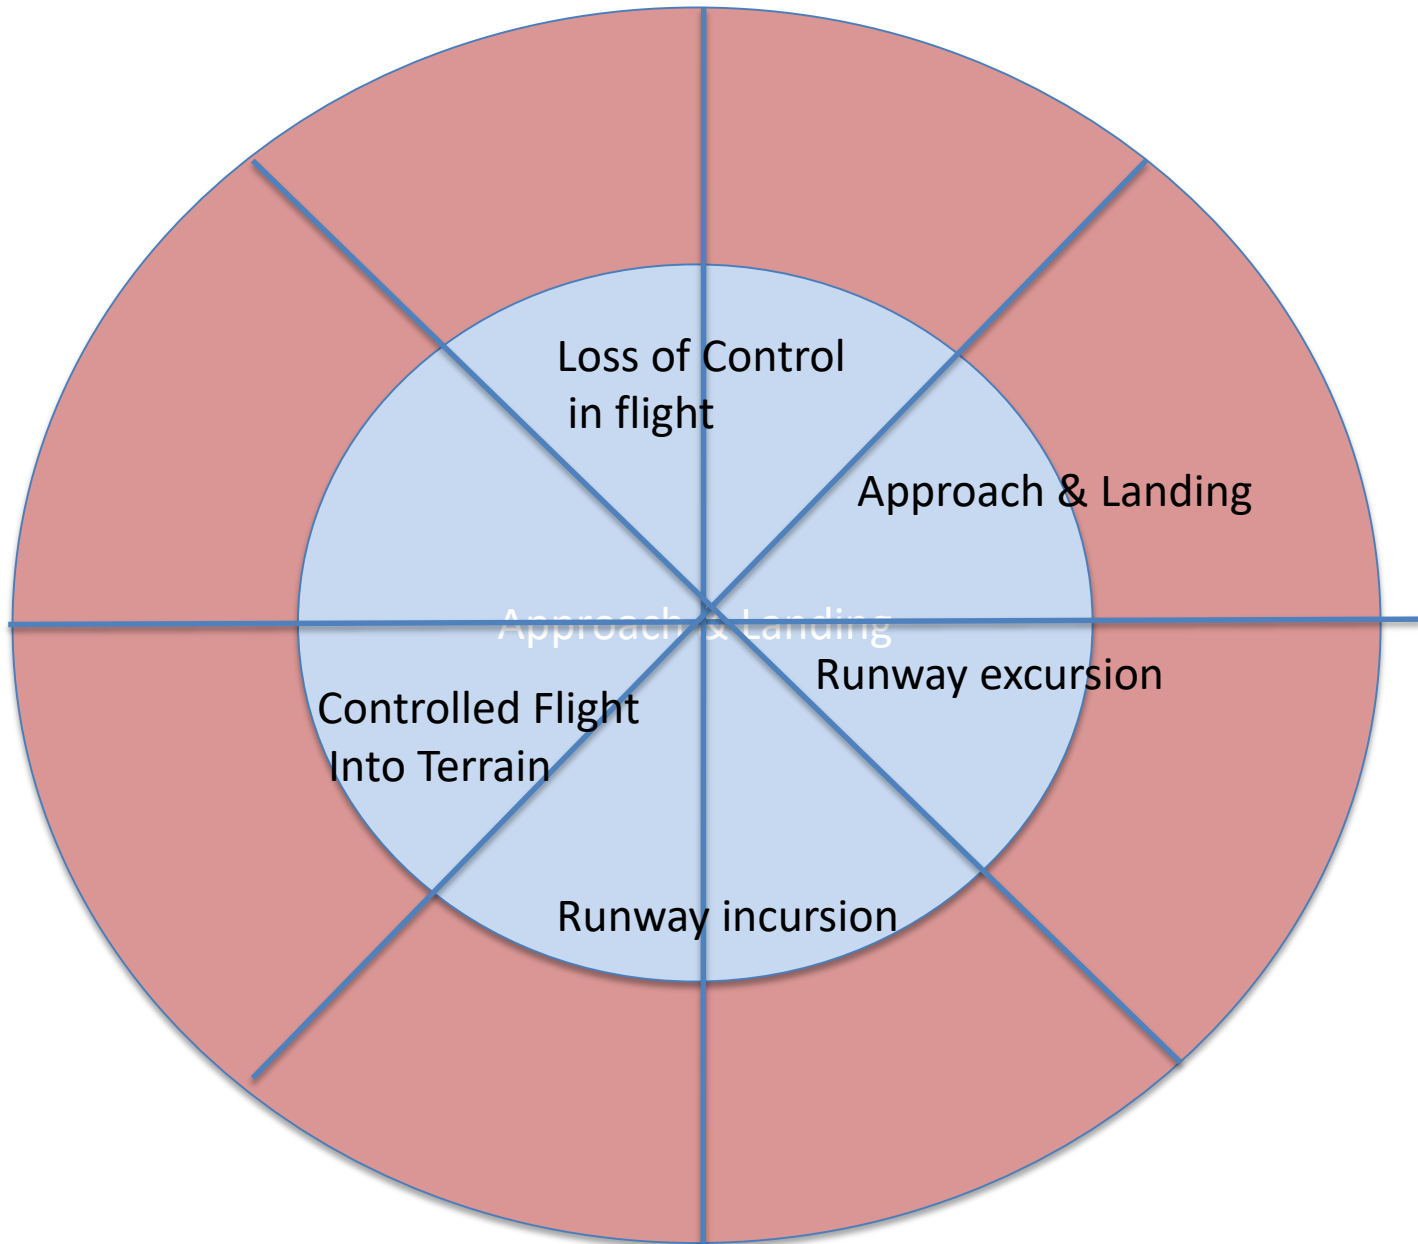 Loss of Control
in flight
Approach & Landing
Approach & Landing
Runway excursion
Controlled Flight
Into Terrain
Runway incursion